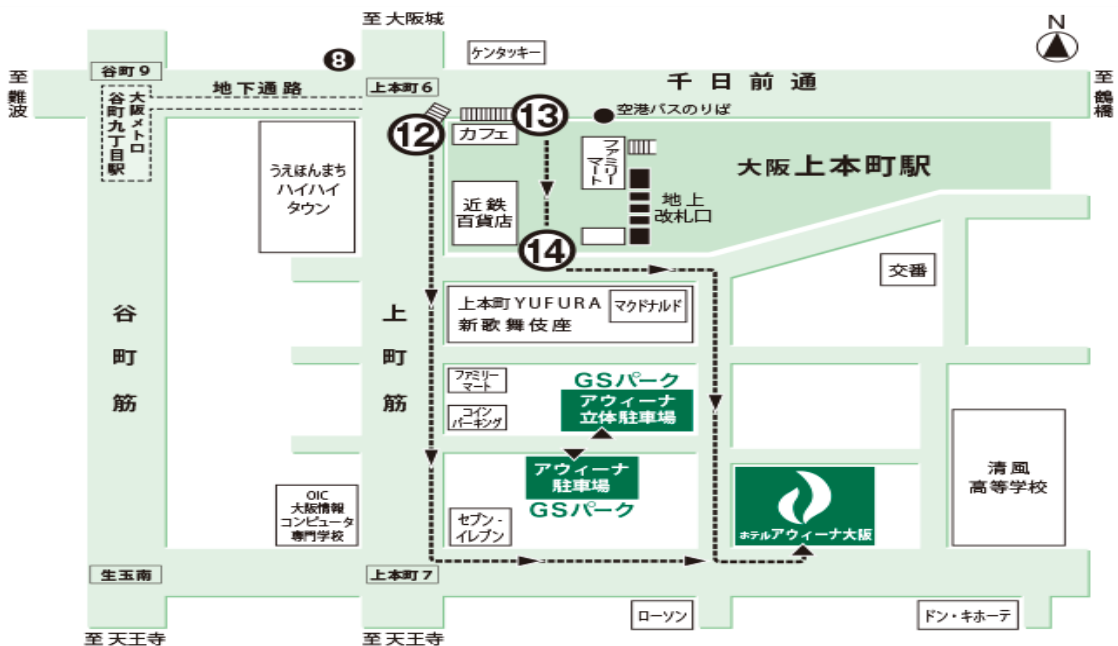 至 大阪城
N
❽
ケンタッキー
谷町9
上本町6
千日前通
至
難波
至
鶴橋
地下通路
大阪メトロ
谷町九丁目駅
空港バスのりば
⑫
⑬
カフェ
ファミリー
マート
うえほんまち
ハイハイ
タウン
近鉄
百貨店
地上
改札口
大阪上本町駅
⑭
交番
谷町筋
上町筋
上本町YUFURA
新歌舞伎座
マクドナルド
ファミリー
マート
GSパーク
アウィーナ
立体駐車場
コイン
パーキング
アウィーナ
駐車場
GSパーク
清風
高等学校
OIC
大阪情報
コンピュータ
専門学校
セブン-
イレブン
ホテルアウィーナ大阪
生玉南
上本町7
ローソン
ドン・キホーテ
至 天王寺
至 天王寺